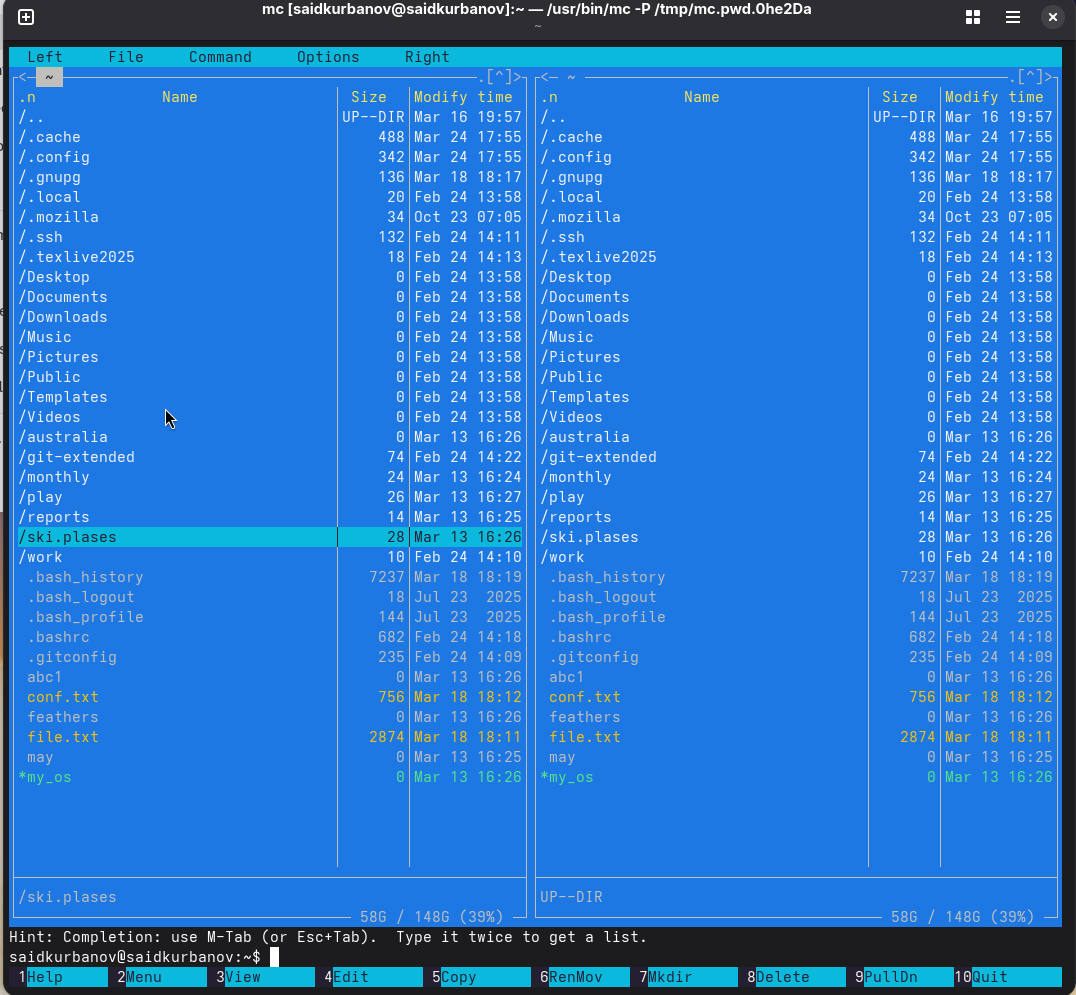 mc [saidkurbanov@saidkurbanov]:~ — /usr/bin/mc -P /tmp/mc.pwd.0he2Da
~
Left File Command Options Right
<─ ~ .[^]> <─ ~ .[^]>
.n Name Size Modify time .n Name Size Modify time
/.. UP--DIR Mar 16 19:57 /.. UP--DIR Mar 16 19:57
/.cache 488 Mar 24 17:55 /.cache 488 Mar 24 17:55
/.config 342 Mar 24 17:55 /.config 342 Mar 24 17:55
/.gnupg 136 Mar 18 18:17 /.gnupg 136 Mar 18 18:17
/.local 20 Feb 24 13:58 /.local 20 Feb 24 13:58
/.mozilla 34 Oct 23 07:05 /.mozilla 34 Oct 23 07:05
/.ssh 132 Feb 24 14:11 /.ssh 132 Feb 24 14:11
/.texlive2025 18 Feb 24 14:13 /.texlive2025 18 Feb 24 14:13
/Desktop 0 Feb 24 13:58 /Desktop 0 Feb 24 13:58
/Documents 0 Feb 24 13:58 /Documents 0 Feb 24 13:58
/Downloads 0 Feb 24 13:58 /Downloads 0 Feb 24 13:58
/Music 0 Feb 24 13:58 /Music 0 Feb 24 13:58
/Pictures 0 Feb 24 13:58 /Pictures 0 Feb 24 13:58
/Public 0 Feb 24 13:58 /Public 0 Feb 24 13:58
/Templates 0 Feb 24 13:58 /Templates 0 Feb 24 13:58
/Videos 0 Feb 24 13:58 /Videos 0 Feb 24 13:58
/australia 0 Mar 13 16:26 /australia 0 Mar 13 16:26
/git-extended 74 Feb 24 14:22 /git-extended 74 Feb 24 14:22
/monthly 24 Mar 13 16:24 /monthly 24 Mar 13 16:24
/play 26 Mar 13 16:27 /play 26 Mar 13 16:27
/reports 14 Mar 13 16:25 /reports 14 Mar 13 16:25
/ski.plases 28 Mar 13 16:26 /ski.plases 28 Mar 13 16:26
/work 10 Feb 24 14:10 /work 10 Feb 24 14:10
.bash_history 7237 Mar 18 18:19 .bash_history 7237 Mar 18 18:19
.bash_logout 18 Jul 23 2025 .bash_logout 18 Jul 23 2025
.bash_profile 144 Jul 23 2025 .bash_profile 144 Jul 23 2025
.bashrc 682 Feb 24 14:18 .bashrc 682 Feb 24 14:18
.gitconfig 235 Feb 24 14:09 .gitconfig 235 Feb 24 14:09
abc1 0 Mar 13 16:26 abc1 0 Mar 13 16:26
conf.txt 756 Mar 18 18:12 conf.txt 756 Mar 18 18:12
feathers 0 Mar 13 16:26 feathers 0 Mar 13 16:26
file.txt 2874 Mar 18 18:11 file.txt 2874 Mar 18 18:11
may 0 Mar 13 16:25 may 0 Mar 13 16:25
*my_os 0 Mar 13 16:26 *my_os 0 Mar 13 16:26
/ski.plases UP--DIR
58G / 148G (39%) 58G / 148G (39%)
Hint: Completion: use M-Tab (or Esc+Tab).  Type it twice to get a list.
saidkurbanov@saidkurbanov:~$
1Help 2Menu 3View 4Edit 5Copy 6RenMov 7Mkdir 8Delete 9PullDn 10Quit